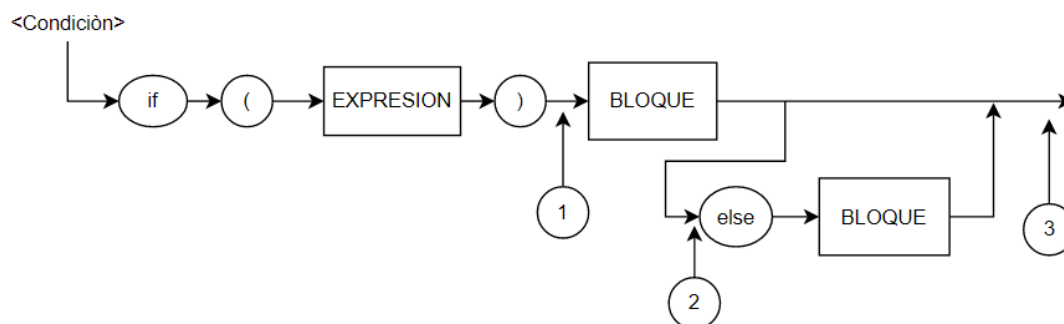 <Condiciòn>
if
(
EXPRESION
)
BLOQUE
1
else
BLOQUE
2
3